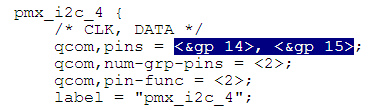 pmx_i2c_4 {
/* CLK, DATA */
qcom,pins = <&gp 14>, <&gp 15>;
qcom,num-grp-pins = <2>;
qcom,pin-func = <2>;
label = "pmx_i2c_4";